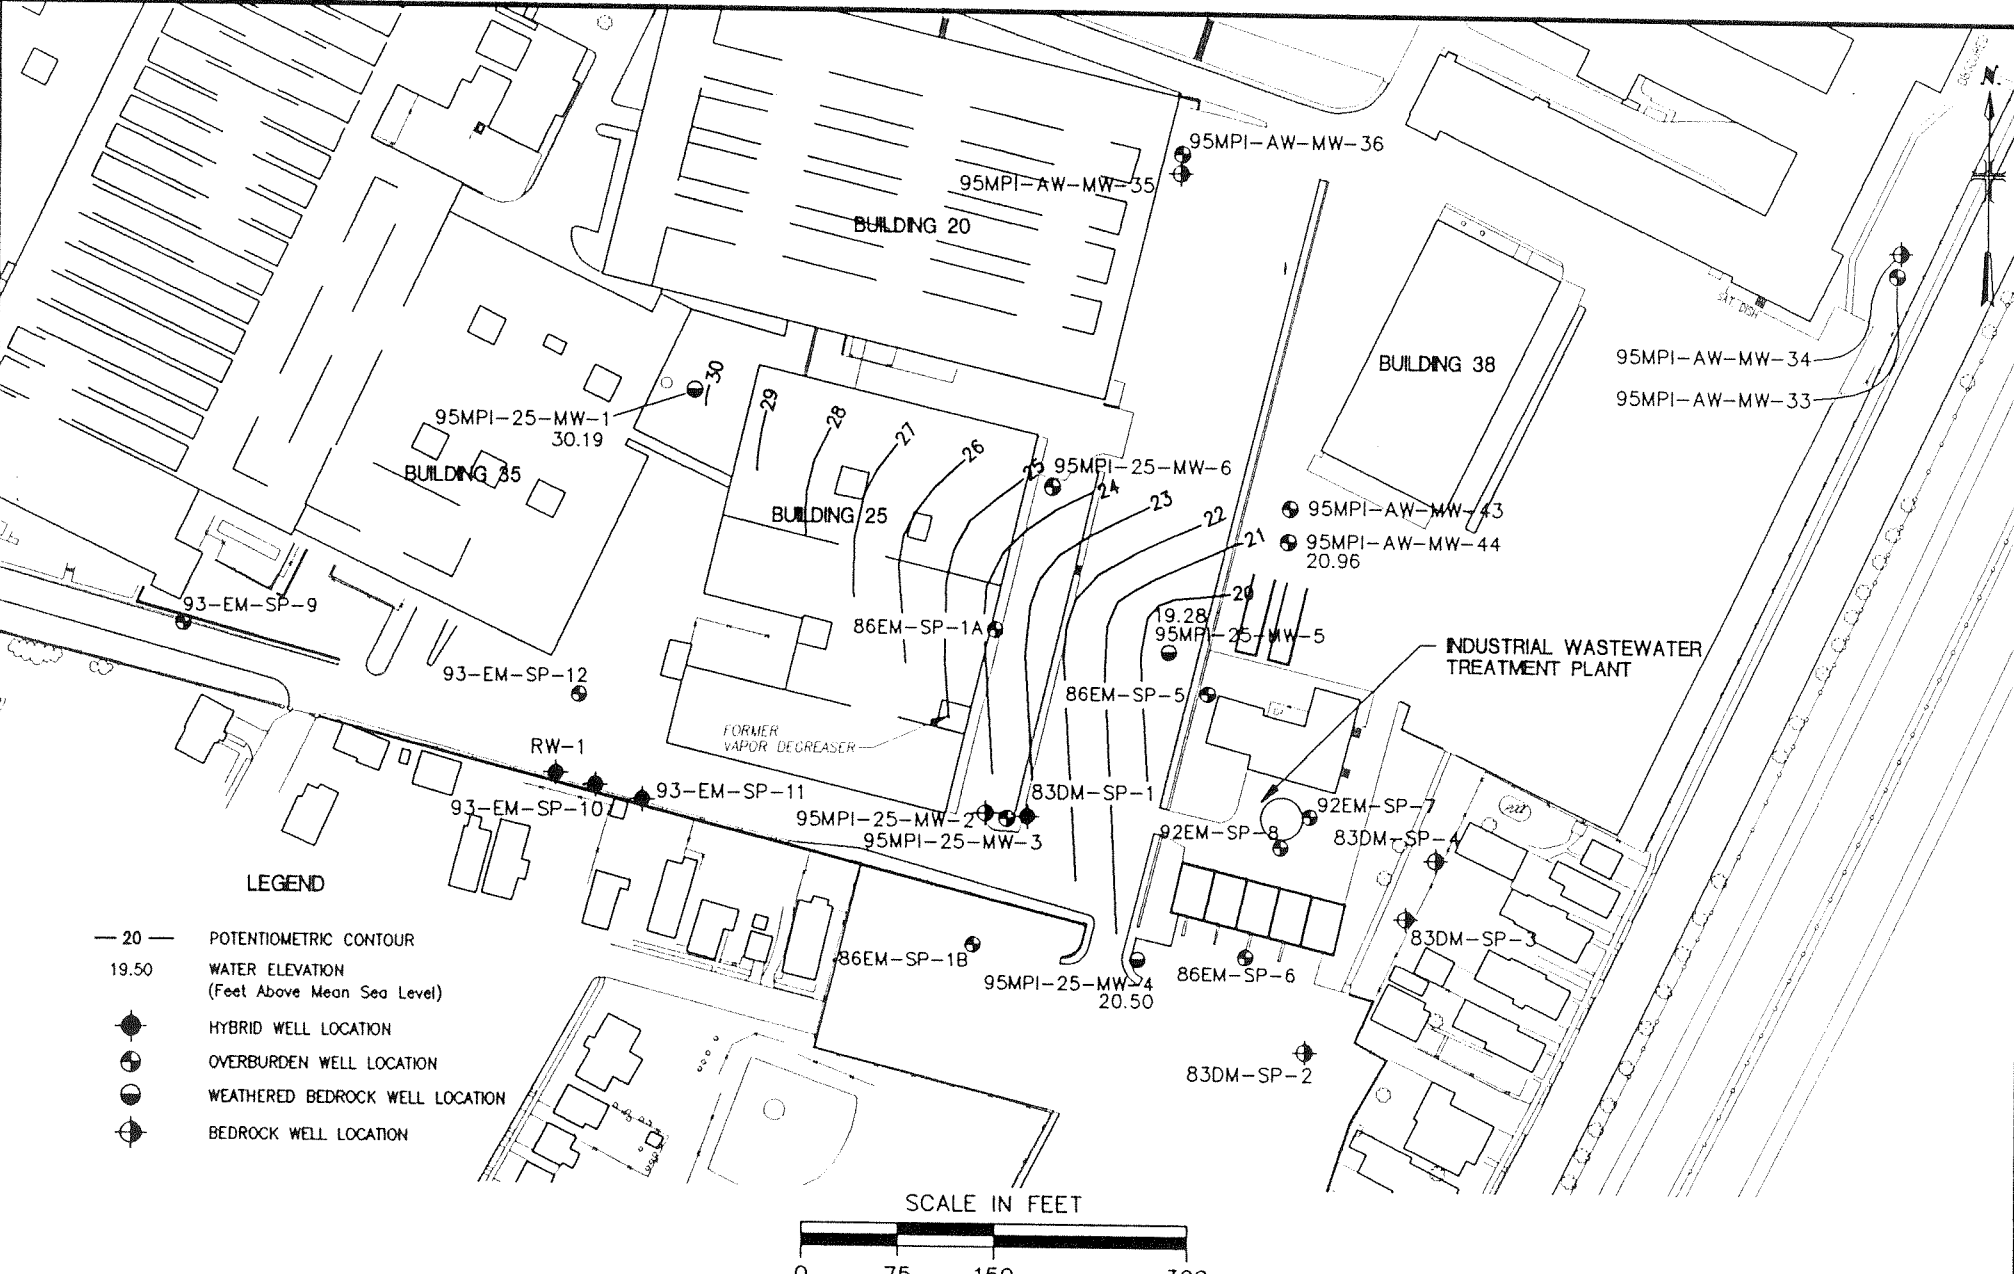 N.
95MPI-AW-MW-36
95MPI-AW-MW-35
BUILDING 20
SAT DISH
95MPI-AW-MW-34
95MPI-AW-MW-33
BUILDING 38
30
29
28
27
26
25
24
23
22
21
20
95MPI-25-MW-1
30.19
BUILDING 35
BUILDING 25
95MPI-25-MW-6
95MPI-AW-MW-43
95MPI-AW-MW-44
20.96
93-EM-SP-9
86EM-SP-1A
19.28
95MPI-25-MW-5
INDUSTRIAL WASTEWATER
TREATMENT PLANT
93-EM-SP-12
86EM-SP-5
FORMER
VAPOR DEGREASER
RW-1
93-EM-SP-10
93-EM-SP-11
83DM-SP-1
95MPI-25-MW-2
95MPI-25-MW-3
92EM-SP-7
92EM-SP-8
83DM-SP-4
83DM-SP-3
86EM-SP-1B
95MPI-25-MW-4
20.50
86EM-SP-6
83DM-SP-2
LEGEND
— 20 — POTENTIOMETRIC CONTOUR
19.50 WATER ELEVATION
(Feet Above Mean Sea Level)
HYBRID WELL LOCATION
OVERBURDEN WELL LOCATION
WEATHERED BEDROCK WELL LOCATION
BEDROCK WELL LOCATION
SCALE IN FEET
0 75 150 300